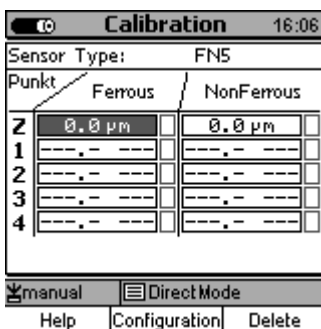 Calibration 16:06
Sensor Type: FN5
Punkt Ferrous NonFerrous
Z 0.0 µm 0.0 µm
1 ---.- --- ---.- ---
2 ---.- --- ---.- ---
3 ---.- --- ---.- ---
4 ---.- --- ---.- ---
manual Direct Mode
Help Configuration Delete